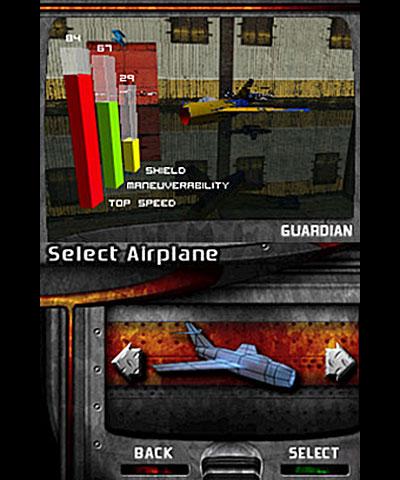 84
67
29
SHIELD
MANEUVERABILITY
TOP SPEED
GUARDIAN
Select Airplane
BACK
SELECT